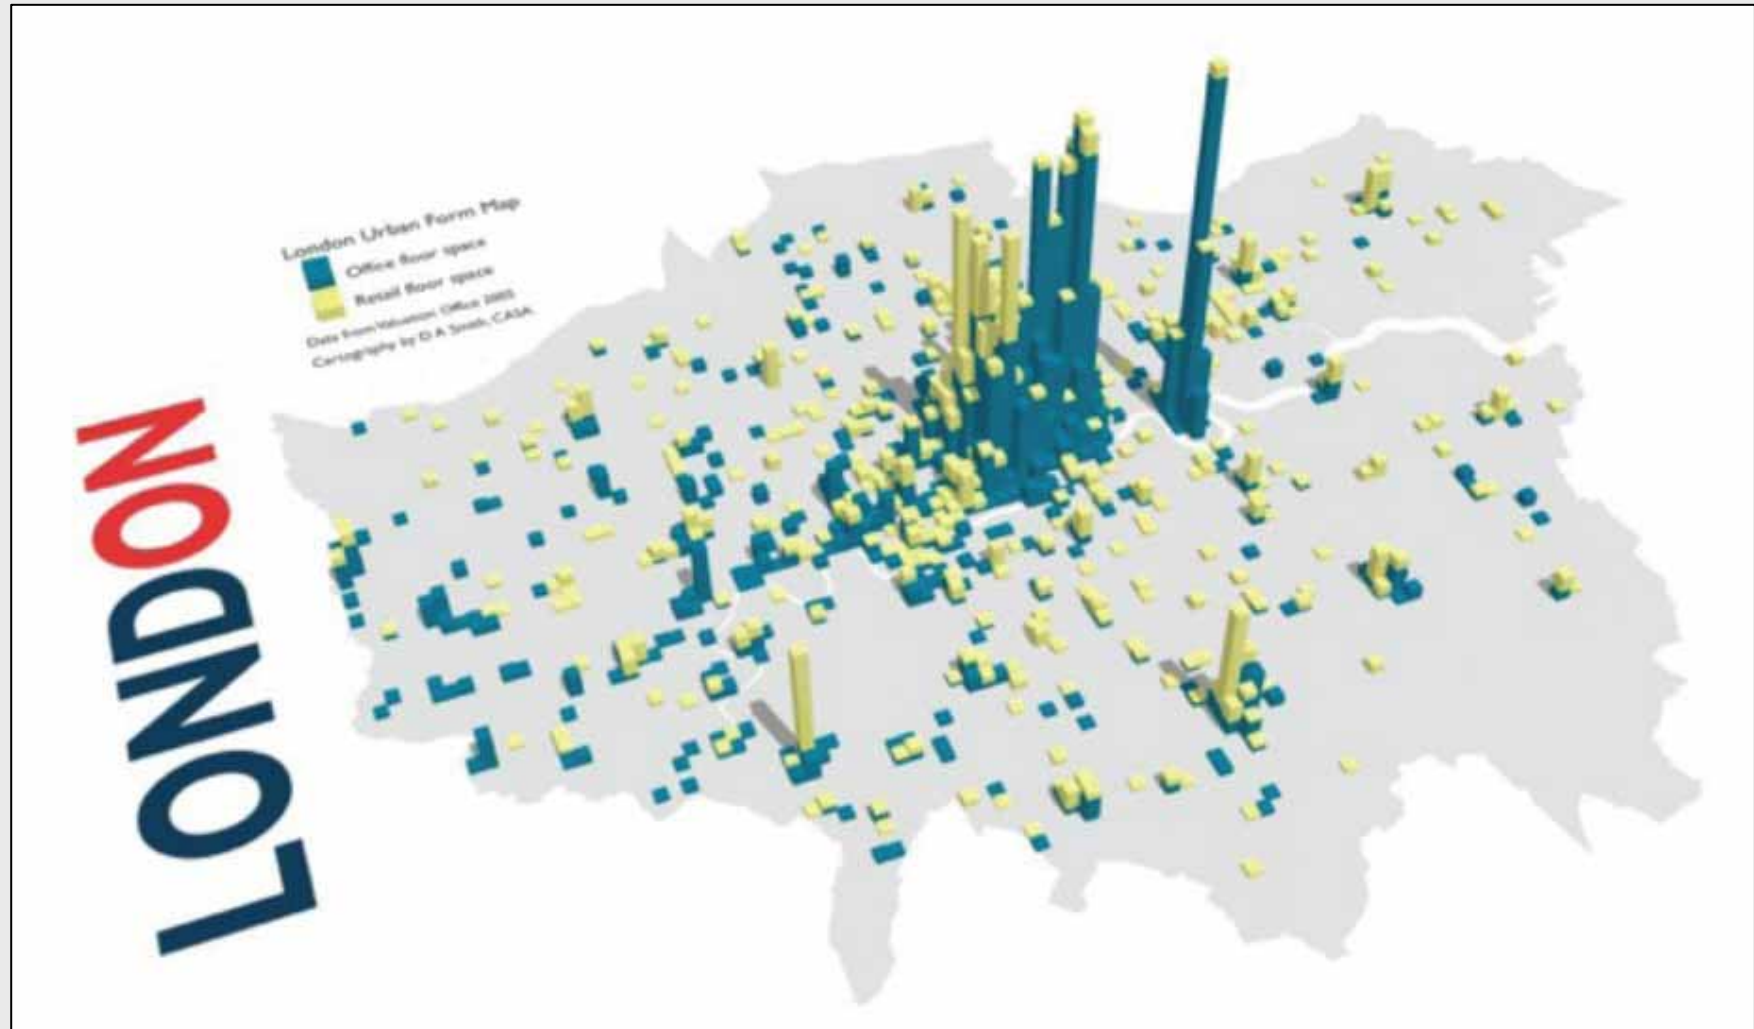 London Urban Form Map
Office floor space
Retail floor space
Data from Valuation Office 2005
Cartography by D A Smith, CASA.
LONDON